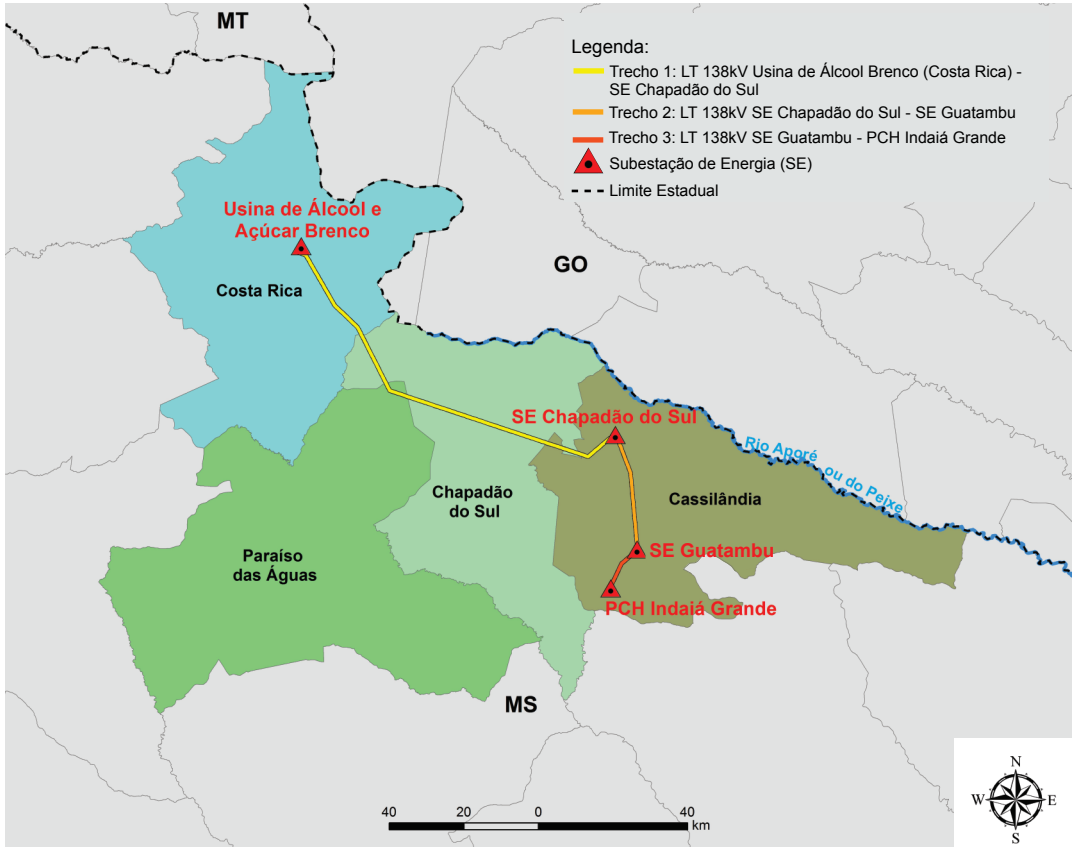 MT
Legenda:
Trecho 1: LT 138kV Usina de Álcool Brenco (Costa Rica) -
SE Chapadão do Sul
Trecho 2: LT 138kV SE Chapadão do Sul - SE Guatambu
Trecho 3: LT 138kV SE Guatambu - PCH Indaiá Grande
Subestação de Energia (SE)
Limite Estadual
Usina de Álcool e
Açúcar Brenco
GO
Costa Rica
SE Chapadão do Sul
Rio Aporé ou do Peixe
Chapadão
do Sul
Cassilândia
Paraíso
das Águas
SE Guatambu
PCH Indaiá Grande
MS
40 20 0 40
km
N
W E
S